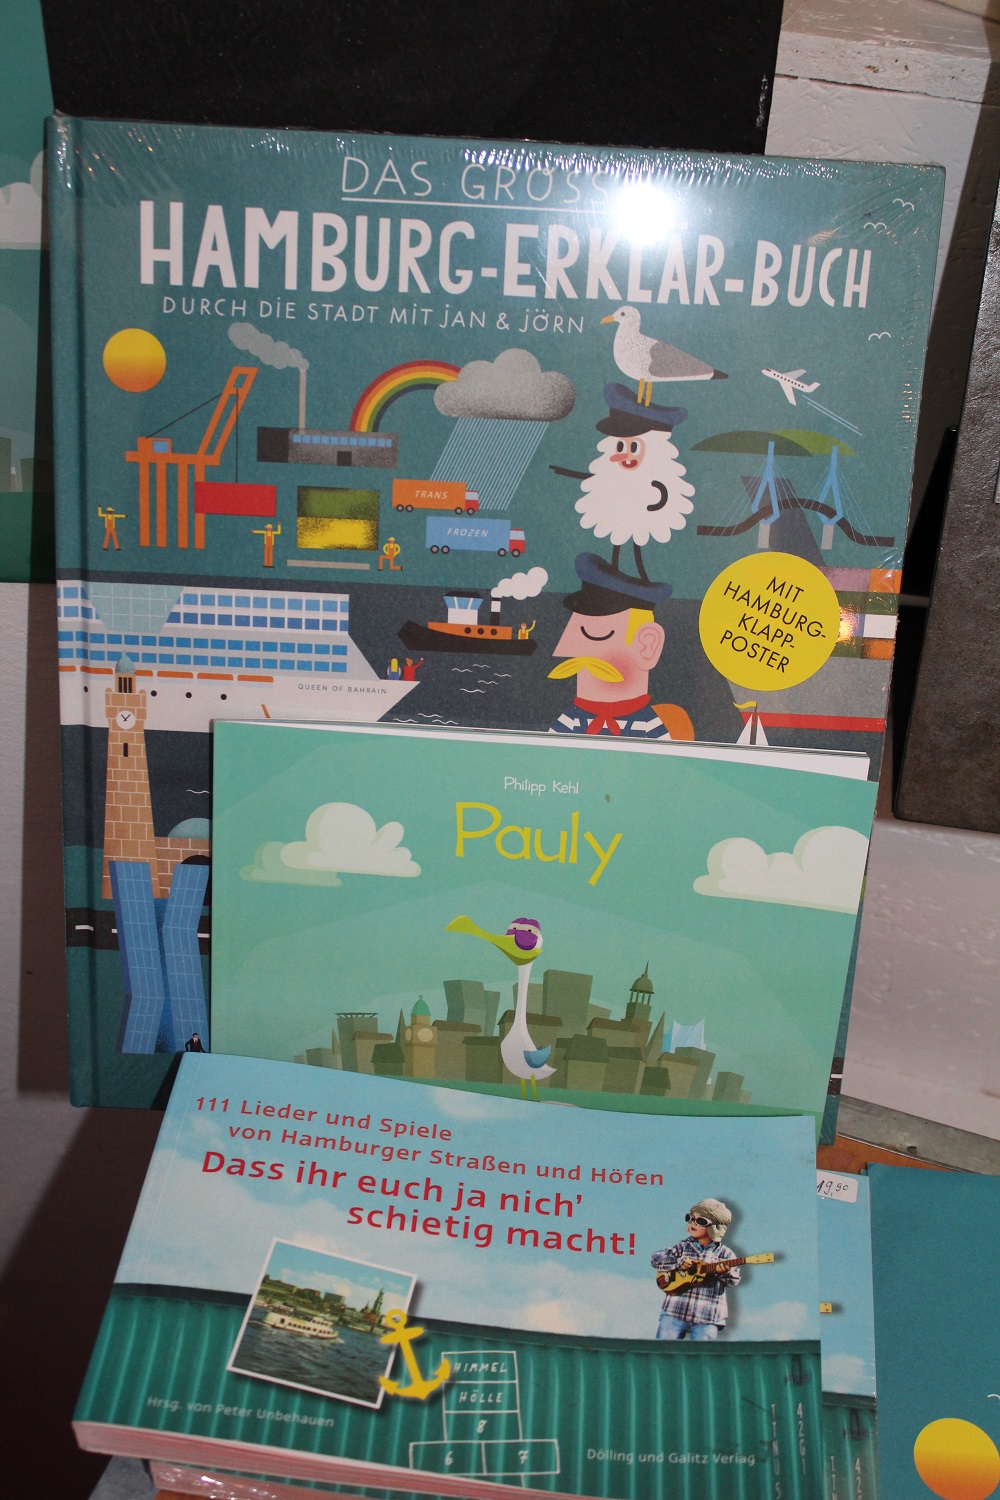 DAS GROSS
HAMBURG-ERKLÄR-BUCH
DURCH DIE STADT MIT JAN & JÖRN
TRANS
FROZEN
MIT
HAMBURG-
KLAPP-
POSTER
QUEEN OF BAHRAIN
Philipp Kehl
Pauly
111 Lieder und Spiele
von Hamburger Straßen und Höfen
Dass ihr euch ja nich'
schietig macht!
19,90
HIMMEL
HÖLLE
8
6 7
Hrsg. von Peter Unbehauen
Dölling und Galitz Verlag